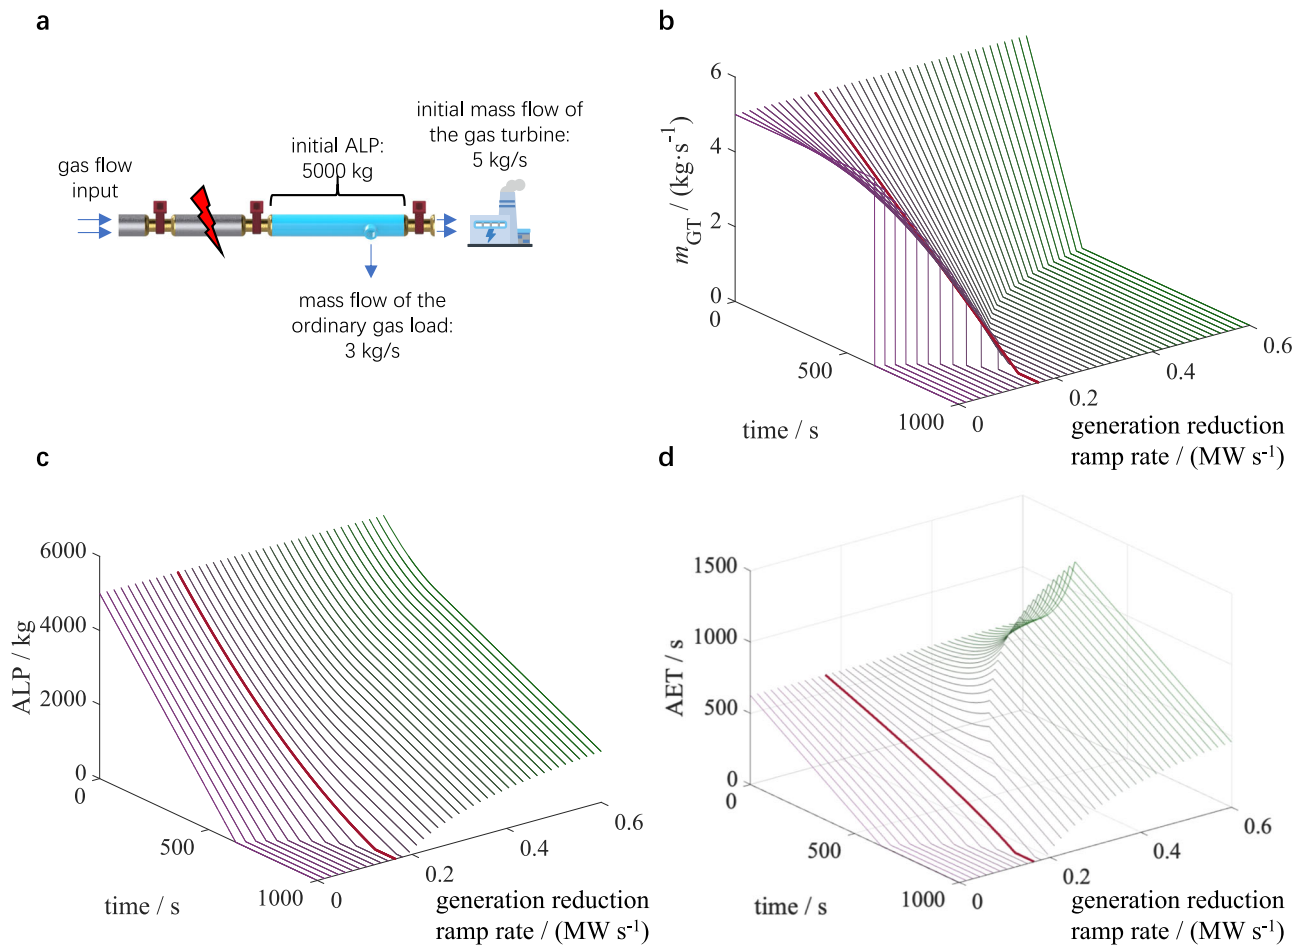 a
gas flow
input
initial ALP:
5000 kg
initial mass flow of
the gas turbine:
5 kg/s
mass flow of the
ordinary gas load:
3 kg/s
b
6
4
2
0
m_GT / (kg·s⁻¹)
0
500
1000
time / s
0
0.2
0.4
0.6
generation reduction
ramp rate / (MW s⁻¹)
c
6000
4000
2000
0
ALP / kg
0
500
1000
time / s
0
0.2
0.4
0.6
generation reduction
ramp rate / (MW s⁻¹)
d
1500
1000
500
0
AET / s
0
500
1000
time / s
0
0.2
0.4
0.6
generation reduction
ramp rate / (MW s⁻¹)